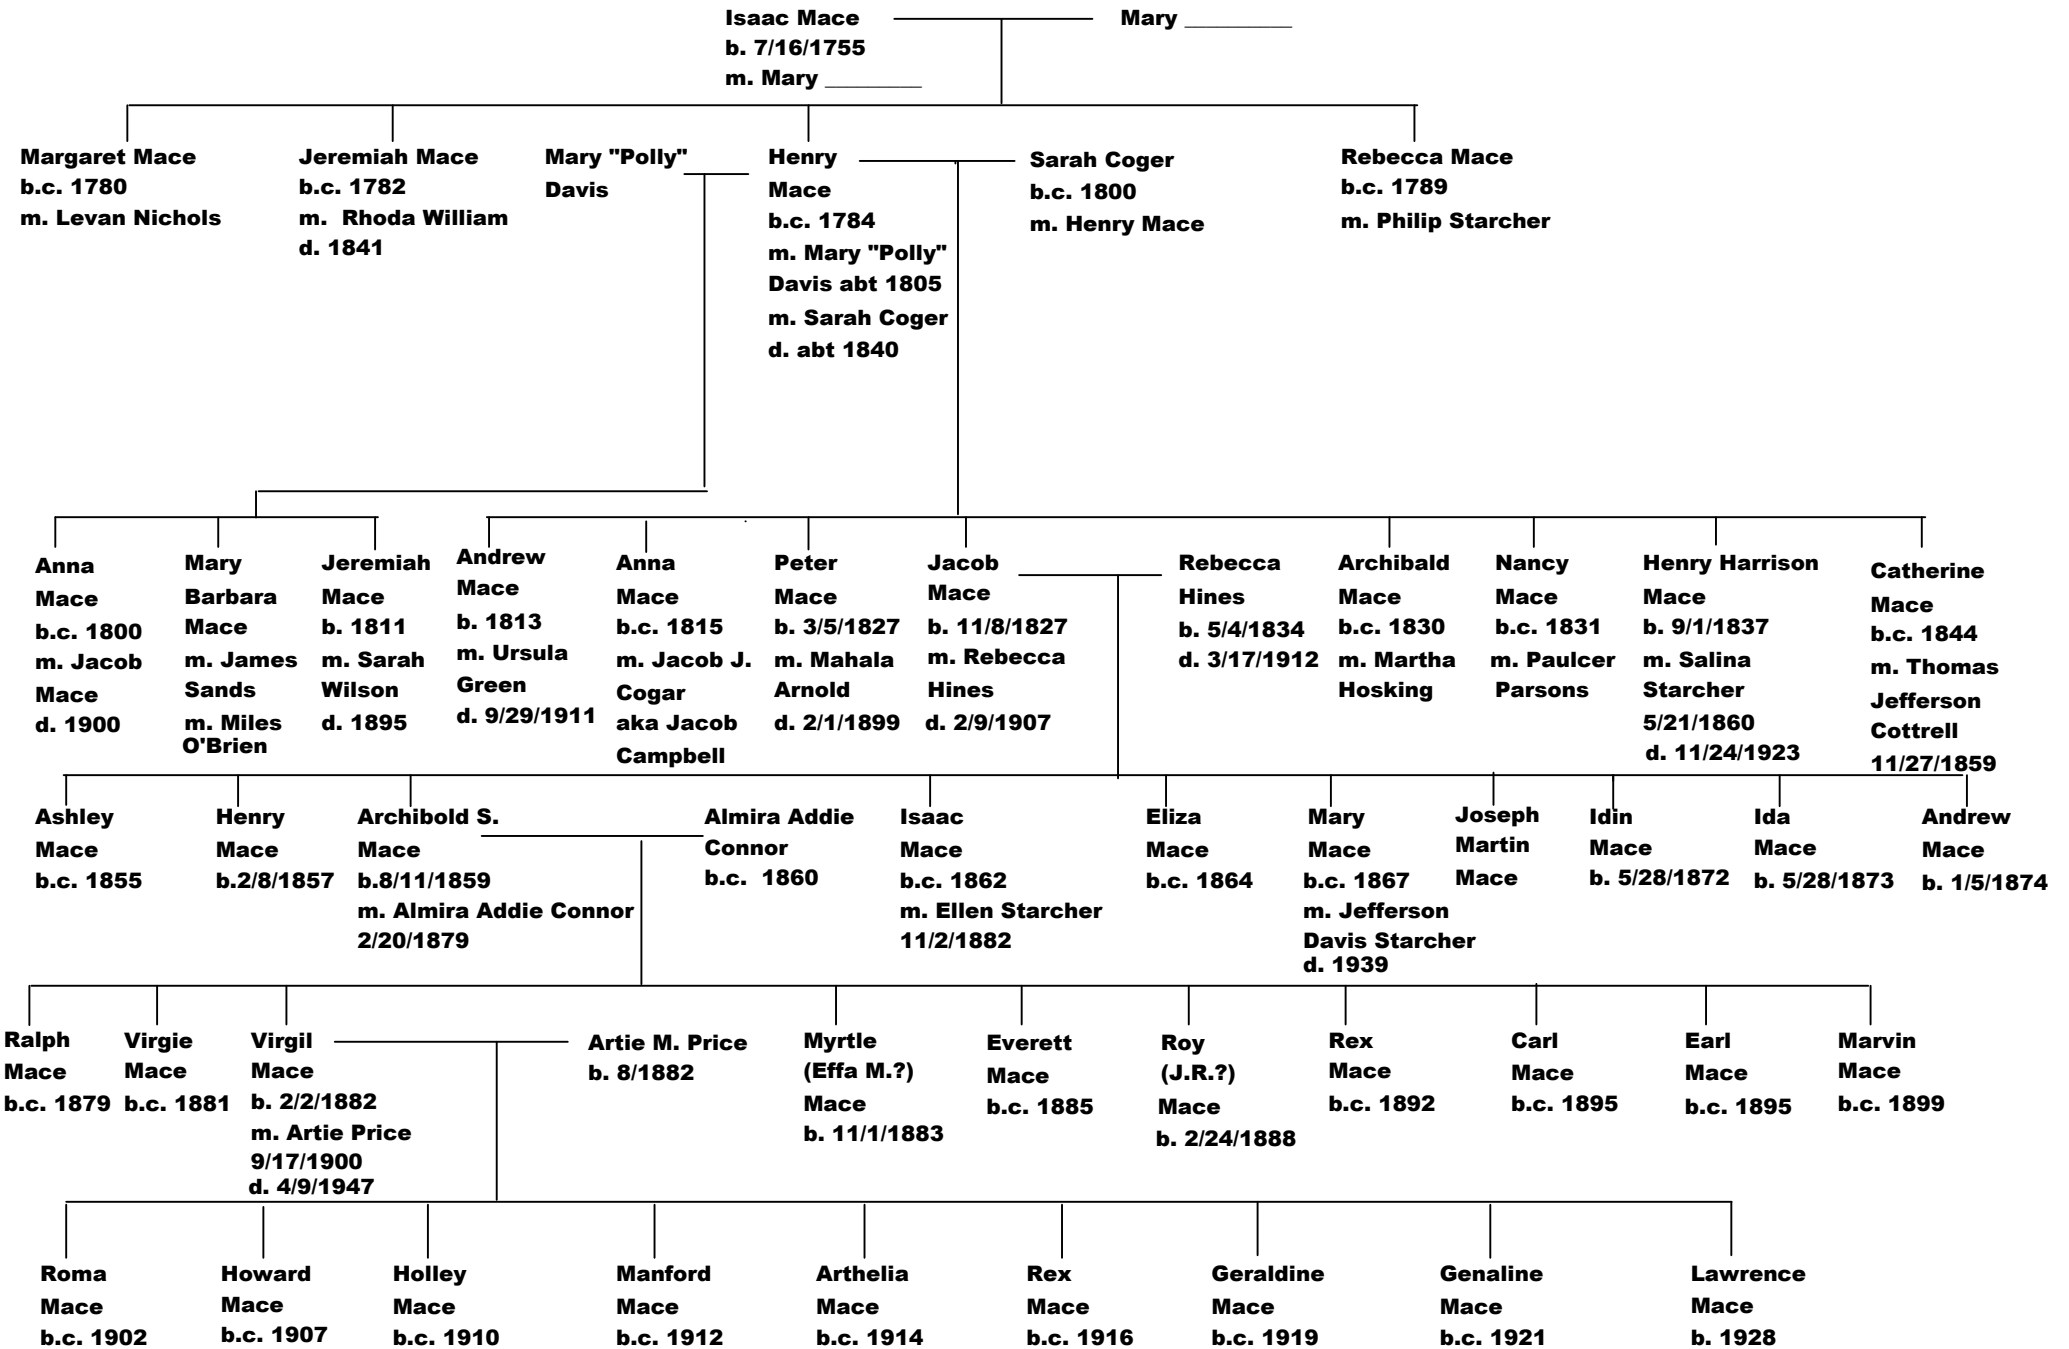 Isaac Mace
b. 7/16/1755
m. Mary _________
Mary _________
Margaret Mace
b.c. 1780
m. Levan Nichols
Jeremiah Mace
b.c. 1782
m. Rhoda William
d. 1841
Mary "Polly"
Davis
Henry
Mace
b.c. 1784
m. Mary "Polly"
Davis abt 1805
m. Sarah Coger
d. abt 1840
Sarah Coger
b.c. 1800
m. Henry Mace
Rebecca Mace
b.c. 1789
m. Philip Starcher
Anna
Mace
b.c. 1800
m. Jacob
Mace
d. 1900
Mary
Barbara
Mace
m. James
Sands
m. Miles
O'Brien
Jeremiah
Mace
b. 1811
m. Sarah
Wilson
d. 1895
Andrew
Mace
b. 1813
m. Ursula
Green
d. 9/29/1911
Anna
Mace
b.c. 1815
m. Jacob J.
Cogar
aka Jacob
Campbell
Peter
Mace
b. 3/5/1827
m. Mahala
Arnold
d. 2/1/1899
Jacob
Mace
b. 11/8/1827
m. Rebecca
Hines
d. 2/9/1907
Rebecca
Hines
b. 5/4/1834
d. 3/17/1912
Archibald
Mace
b.c. 1830
m. Martha
Hosking
Nancy
Mace
b.c. 1831
m. Paulcer
Parsons
Henry Harrison
Mace
b. 9/1/1837
m. Salina
Starcher
5/21/1860
d. 11/24/1923
Catherine
Mace
b.c. 1844
m. Thomas
Jefferson
Cottrell
11/27/1859
Ashley
Mace
b.c. 1855
Henry
Mace
b.2/8/1857
Archibold S.
Mace
b.8/11/1859
m. Almira Addie Connor
2/20/1879
Almira Addie
Connor
b.c. 1860
Isaac
Mace
b.c. 1862
m. Ellen Starcher
11/2/1882
Eliza
Mace
b.c. 1864
Mary
Mace
b.c. 1867
m. Jefferson
Davis Starcher
d. 1939
Joseph
Martin
Mace
Idin
Mace
b. 5/28/1872
Ida
Mace
b. 5/28/1873
Andrew
Mace
b. 1/5/1874
Ralph
Mace
b.c. 1879
Virgie
Mace
b.c. 1881
Virgil
Mace
b. 2/2/1882
m. Artie Price
9/17/1900
d. 4/9/1947
Artie M. Price
b. 8/1882
Myrtle
(Effa M.?)
Mace
b. 11/1/1883
Everett
Mace
b.c. 1885
Roy
(J.R.?)
Mace
b. 2/24/1888
Rex
Mace
b.c. 1892
Carl
Mace
b.c. 1895
Earl
Mace
b.c. 1895
Marvin
Mace
b.c. 1899
Roma
Mace
b.c. 1902
Howard
Mace
b.c. 1907
Holley
Mace
b.c. 1910
Manford
Mace
b.c. 1912
Arthelia
Mace
b.c. 1914
Rex
Mace
b.c. 1916
Geraldine
Mace
b.c. 1919
Genaline
Mace
b.c. 1921
Lawrence
Mace
b. 1928